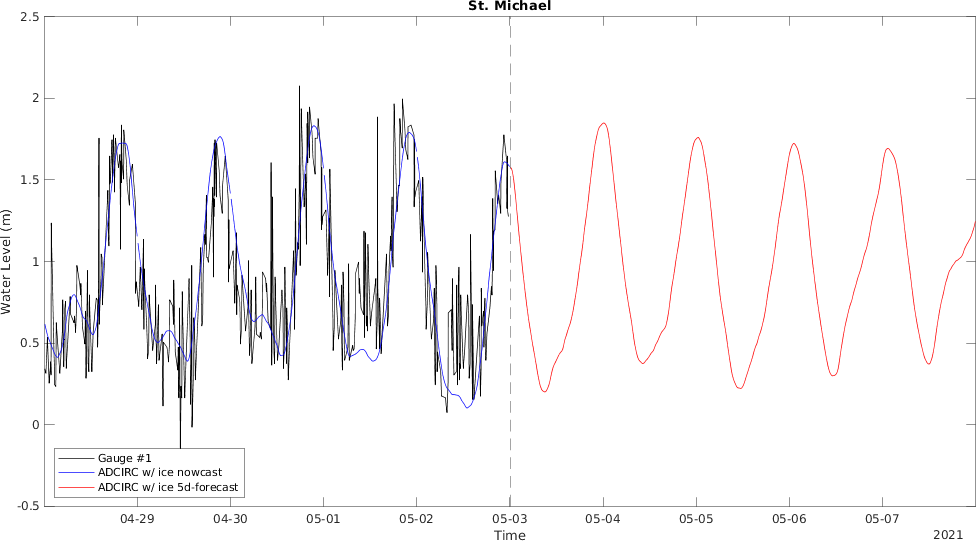 St. Michael
2.5
2
1.5
1
0.5
0
-0.5
Water Level (m)
Gauge #1
ADCIRC w/ ice nowcast
ADCIRC w/ ice 5d-forecast
04-29 04-30 05-01 05-02 05-03 05-04 05-05 05-06 05-07
Time
2021